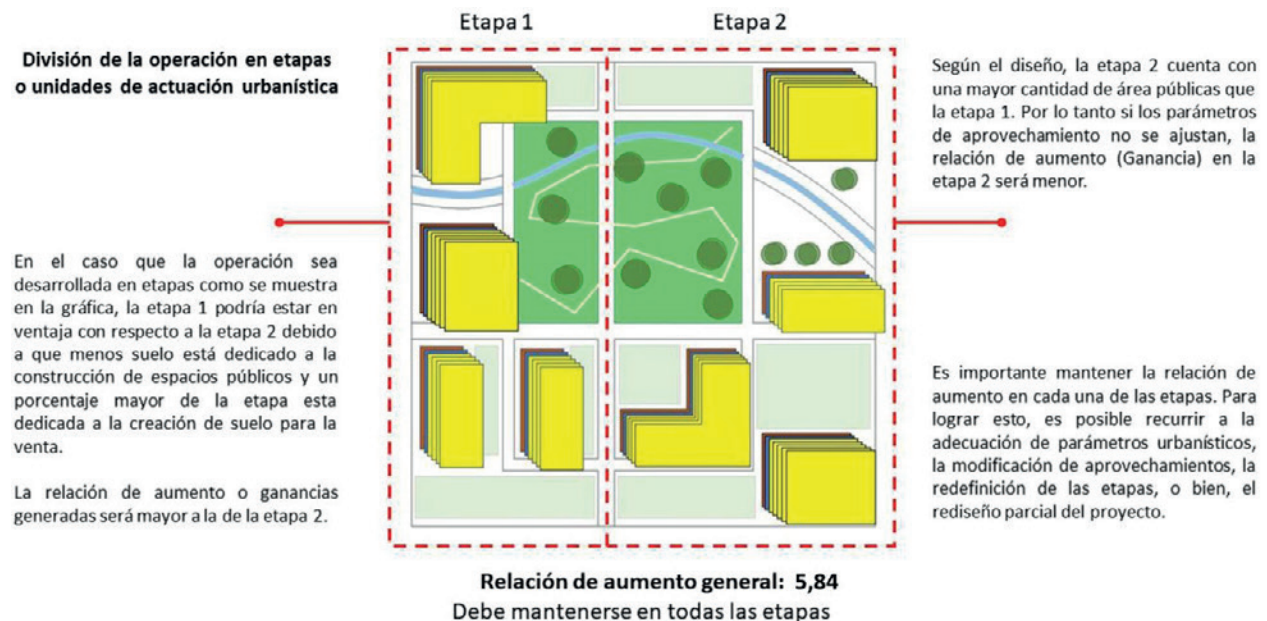 Etapa 1
Etapa 2
División de la operación en etapas
o unidades de actuación urbanística
En el caso que la operación sea
desarrollada en etapas como se muestra
en la gráfica, la etapa 1 podría estar en
ventaja con respecto a la etapa 2 debido
a que menos suelo está dedicado a la
construcción de espacios públicos y un
porcentaje mayor de la etapa esta
dedicada a la creación de suelo para la
venta.
La relación de aumento o ganancias
generadas será mayor a la de la etapa 2.
Según el diseño, la etapa 2 cuenta con
una mayor cantidad de área públicas que
la etapa 1. Por lo tanto si los parámetros
de aprovechamiento no se ajustan, la
relación de aumento (Ganancia) en la
etapa 2 será menor.
Es importante mantener la relación de
aumento en cada una de las etapas. Para
lograr esto, es posible recurrir a la
adecuación de parámetros urbanísticos,
la modificación de aprovechamientos, la
redefinición de las etapas, o bien, el
rediseño parcial del proyecto.
Relación de aumento general: 5,84
Debe mantenerse en todas las etapas